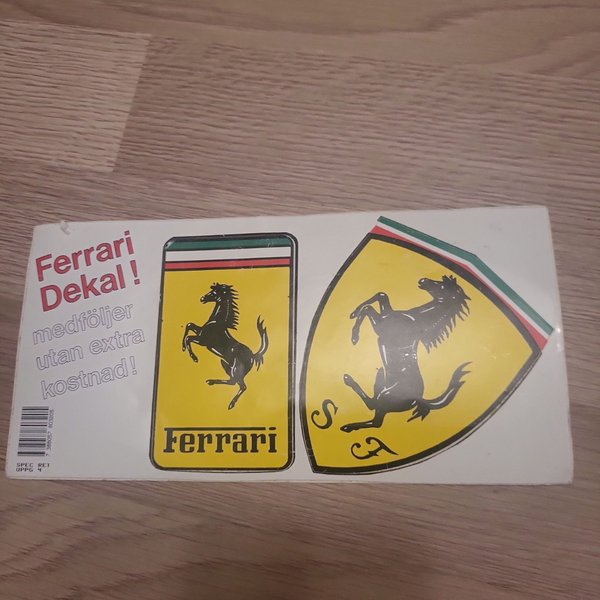 Ferrari
Dekal!
medföljer
utan extra
kostnad!
SPEC RET
UPPG 4
Ferrari
S F